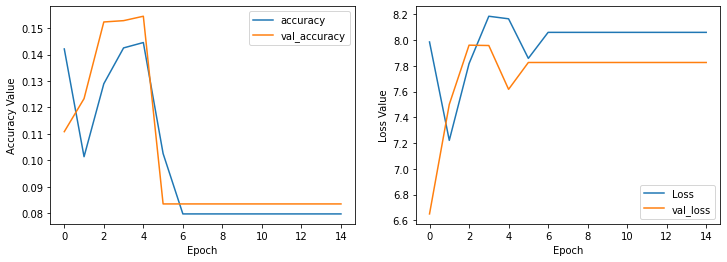 accuracy
val_accuracy
0.15
0.14
0.13
0.12
0.11
0.10
0.09
0.08
Accuracy Value
0 2 4 6 8 10 12 14
Epoch
8.2
8.0
7.8
7.6
7.4
7.2
7.0
6.8
6.6
Loss Value
Loss
val_loss
0 2 4 6 8 10 12 14
Epoch